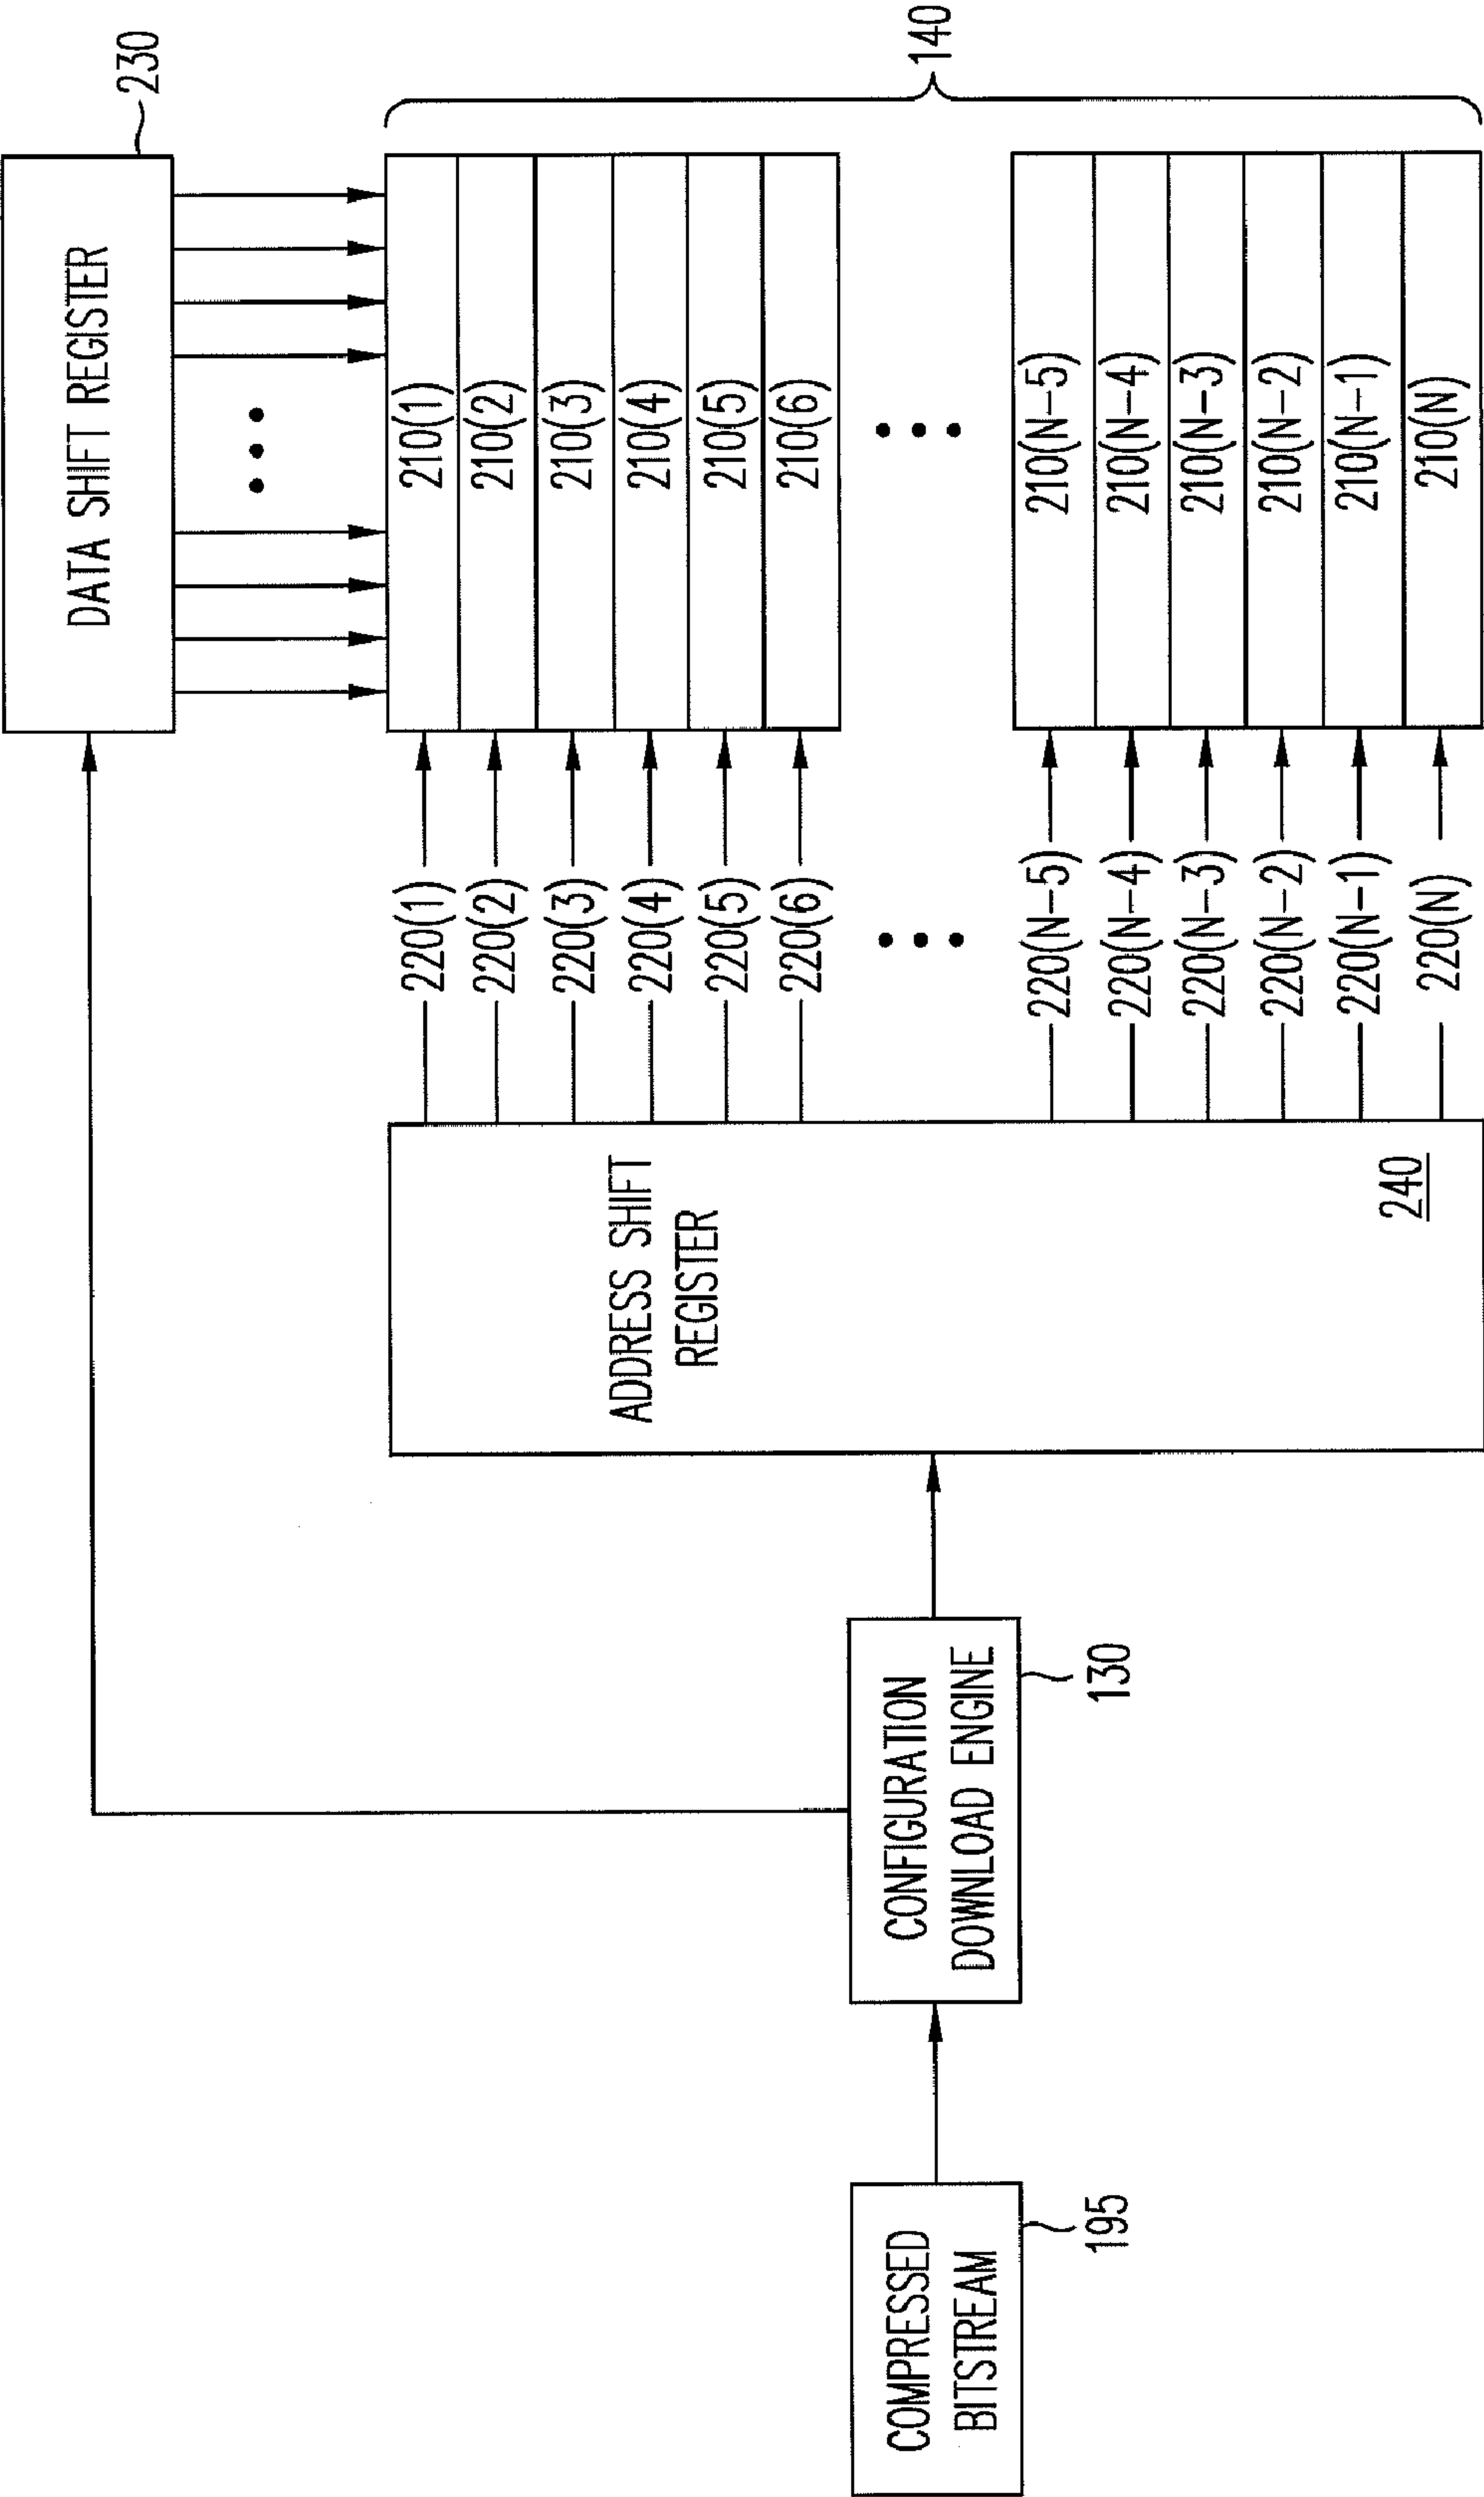 230
DATA SHIFT REGISTER
140
210(1)
210(2)
210(3)
210(4)
210(5)
210(6)
210(N-5)
210(N-4)
210(N-3)
210(N-2)
210(N-1)
210(N)
220(1)
220(2)
220(3)
220(4)
220(5)
220(6)
220(N-5)
220(N-4)
220(N-3)
220(N-2)
220(N-1)
220(N)
ADDRESS SHIFT
REGISTER
240
CONFIGURATION
DOWNLOAD ENGINE
130
COMPRESSED
BITSTREAM
195